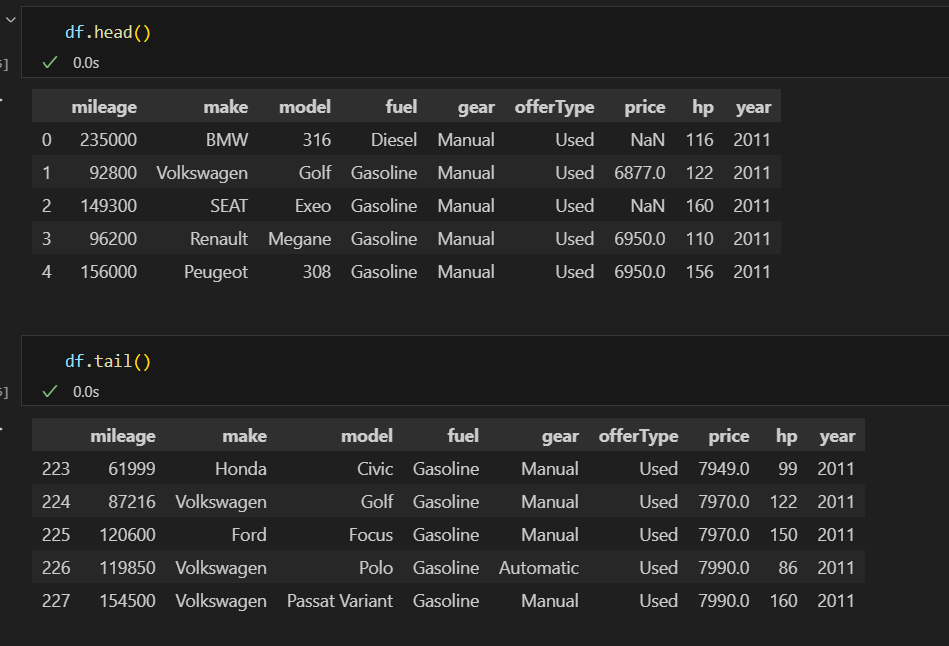 df.head()
0.0s
mileage make model fuel gear offerType price hp year
0 235000 BMW 316 Diesel Manual Used NaN 116 2011
1 92800 Volkswagen Golf Gasoline Manual Used 6877.0 122 2011
2 149300 SEAT Exeo Gasoline Manual Used NaN 160 2011
3 96200 Renault Megane Gasoline Manual Used 6950.0 110 2011
4 156000 Peugeot 308 Gasoline Manual Used 6950.0 156 2011
df.tail()
0.0s
mileage make model fuel gear offerType price hp year
223 61999 Honda Civic Gasoline Manual Used 7949.0 99 2011
224 87216 Volkswagen Golf Gasoline Manual Used 7970.0 122 2011
225 120600 Ford Focus Gasoline Manual Used 7970.0 150 2011
226 119850 Volkswagen Polo Gasoline Automatic Used 7990.0 86 2011
227 154500 Volkswagen Passat Variant Gasoline Manual Used 7990.0 160 2011